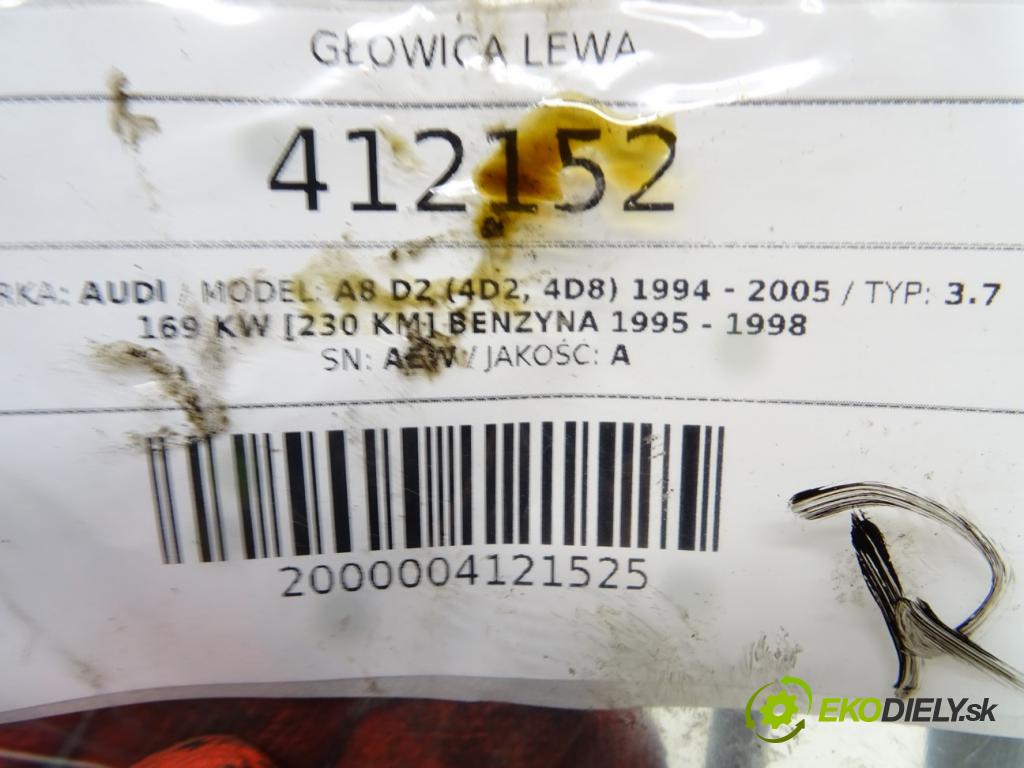 GŁOWICA LEWA
412152
RKA: AUDI / MODEL: A8 D2 (4D2, 4D8) 1994 - 2005 / TYP: 3.7
169 KW [230 KM] BENZYNA 1995 - 1998
SN: AEW / JAKOŚĆ: A
2000004121525
R
EKODIELY.sk